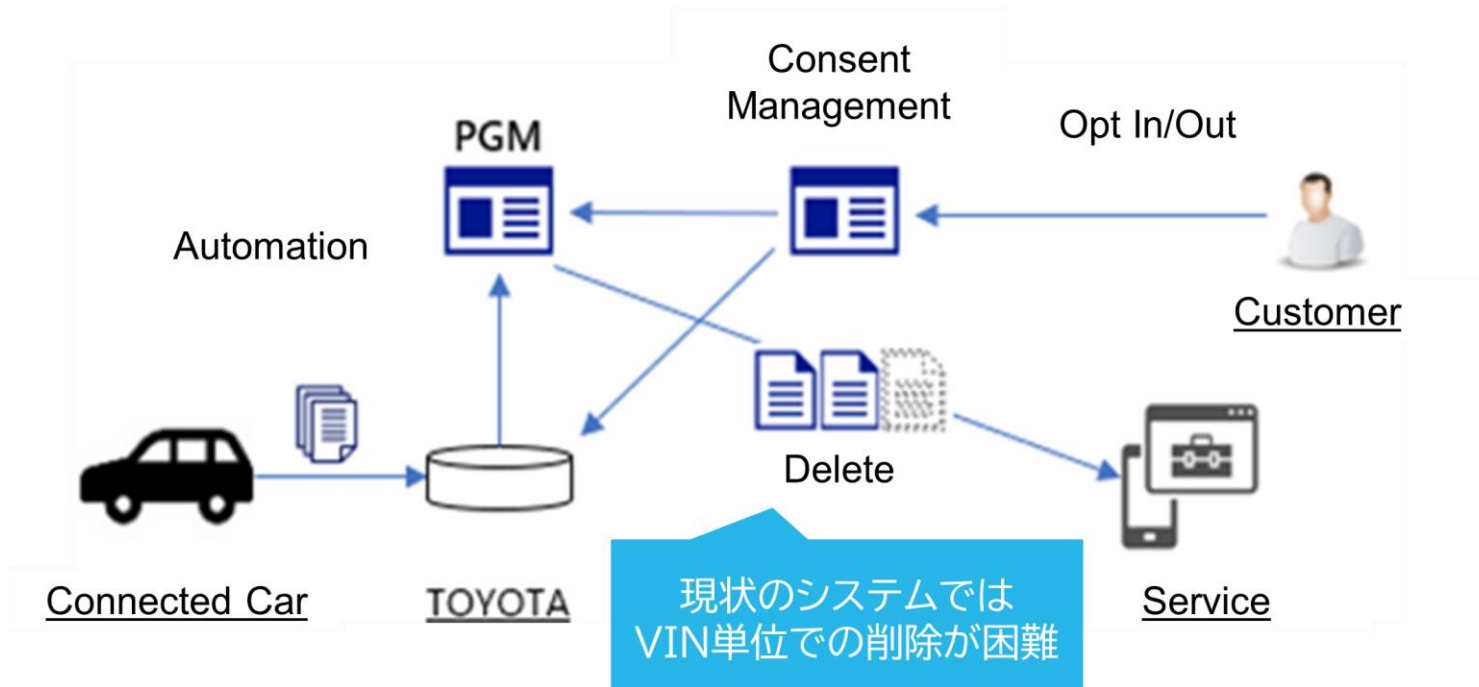 Consent
Management
Opt In/Out
PGM
Automation
Customer
Delete
Connected Car
TOYOTA
現状のシステムでは
VIN単位での削除が困難
Service